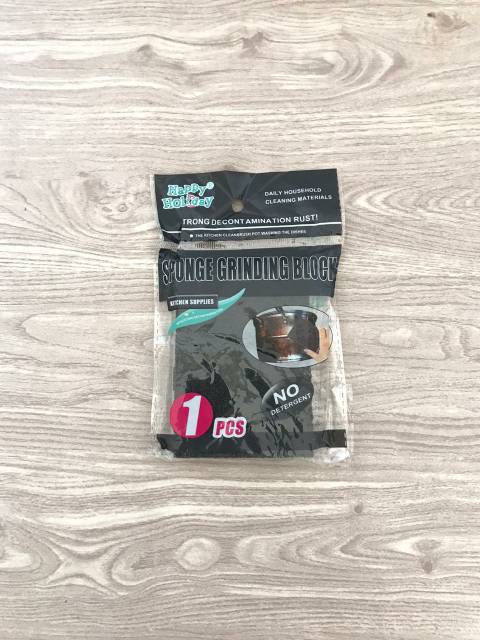 Happy®
Holiday
DAILY HOUSEHOLD
CLEANING MATERIALS
TRONG DECONTAMINATION RUST!
THE KITCHEN CLEANBRUSH POT WASHING THE DISHES
SPONGE GRINDING BLOCK
KITCHEN SUPPLIES
NO
DETERGENT
1
PCS